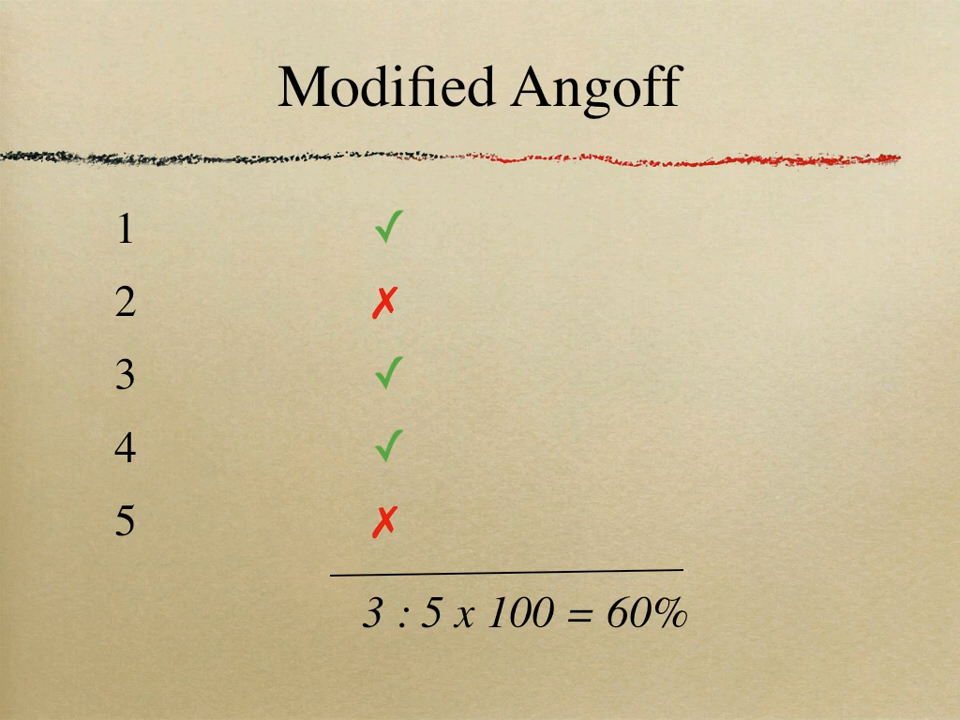 Modified Angoff
1 ✓
2 ✗
3 ✓
4 ✓
5 ✗
3 : 5 x 100 = 60%